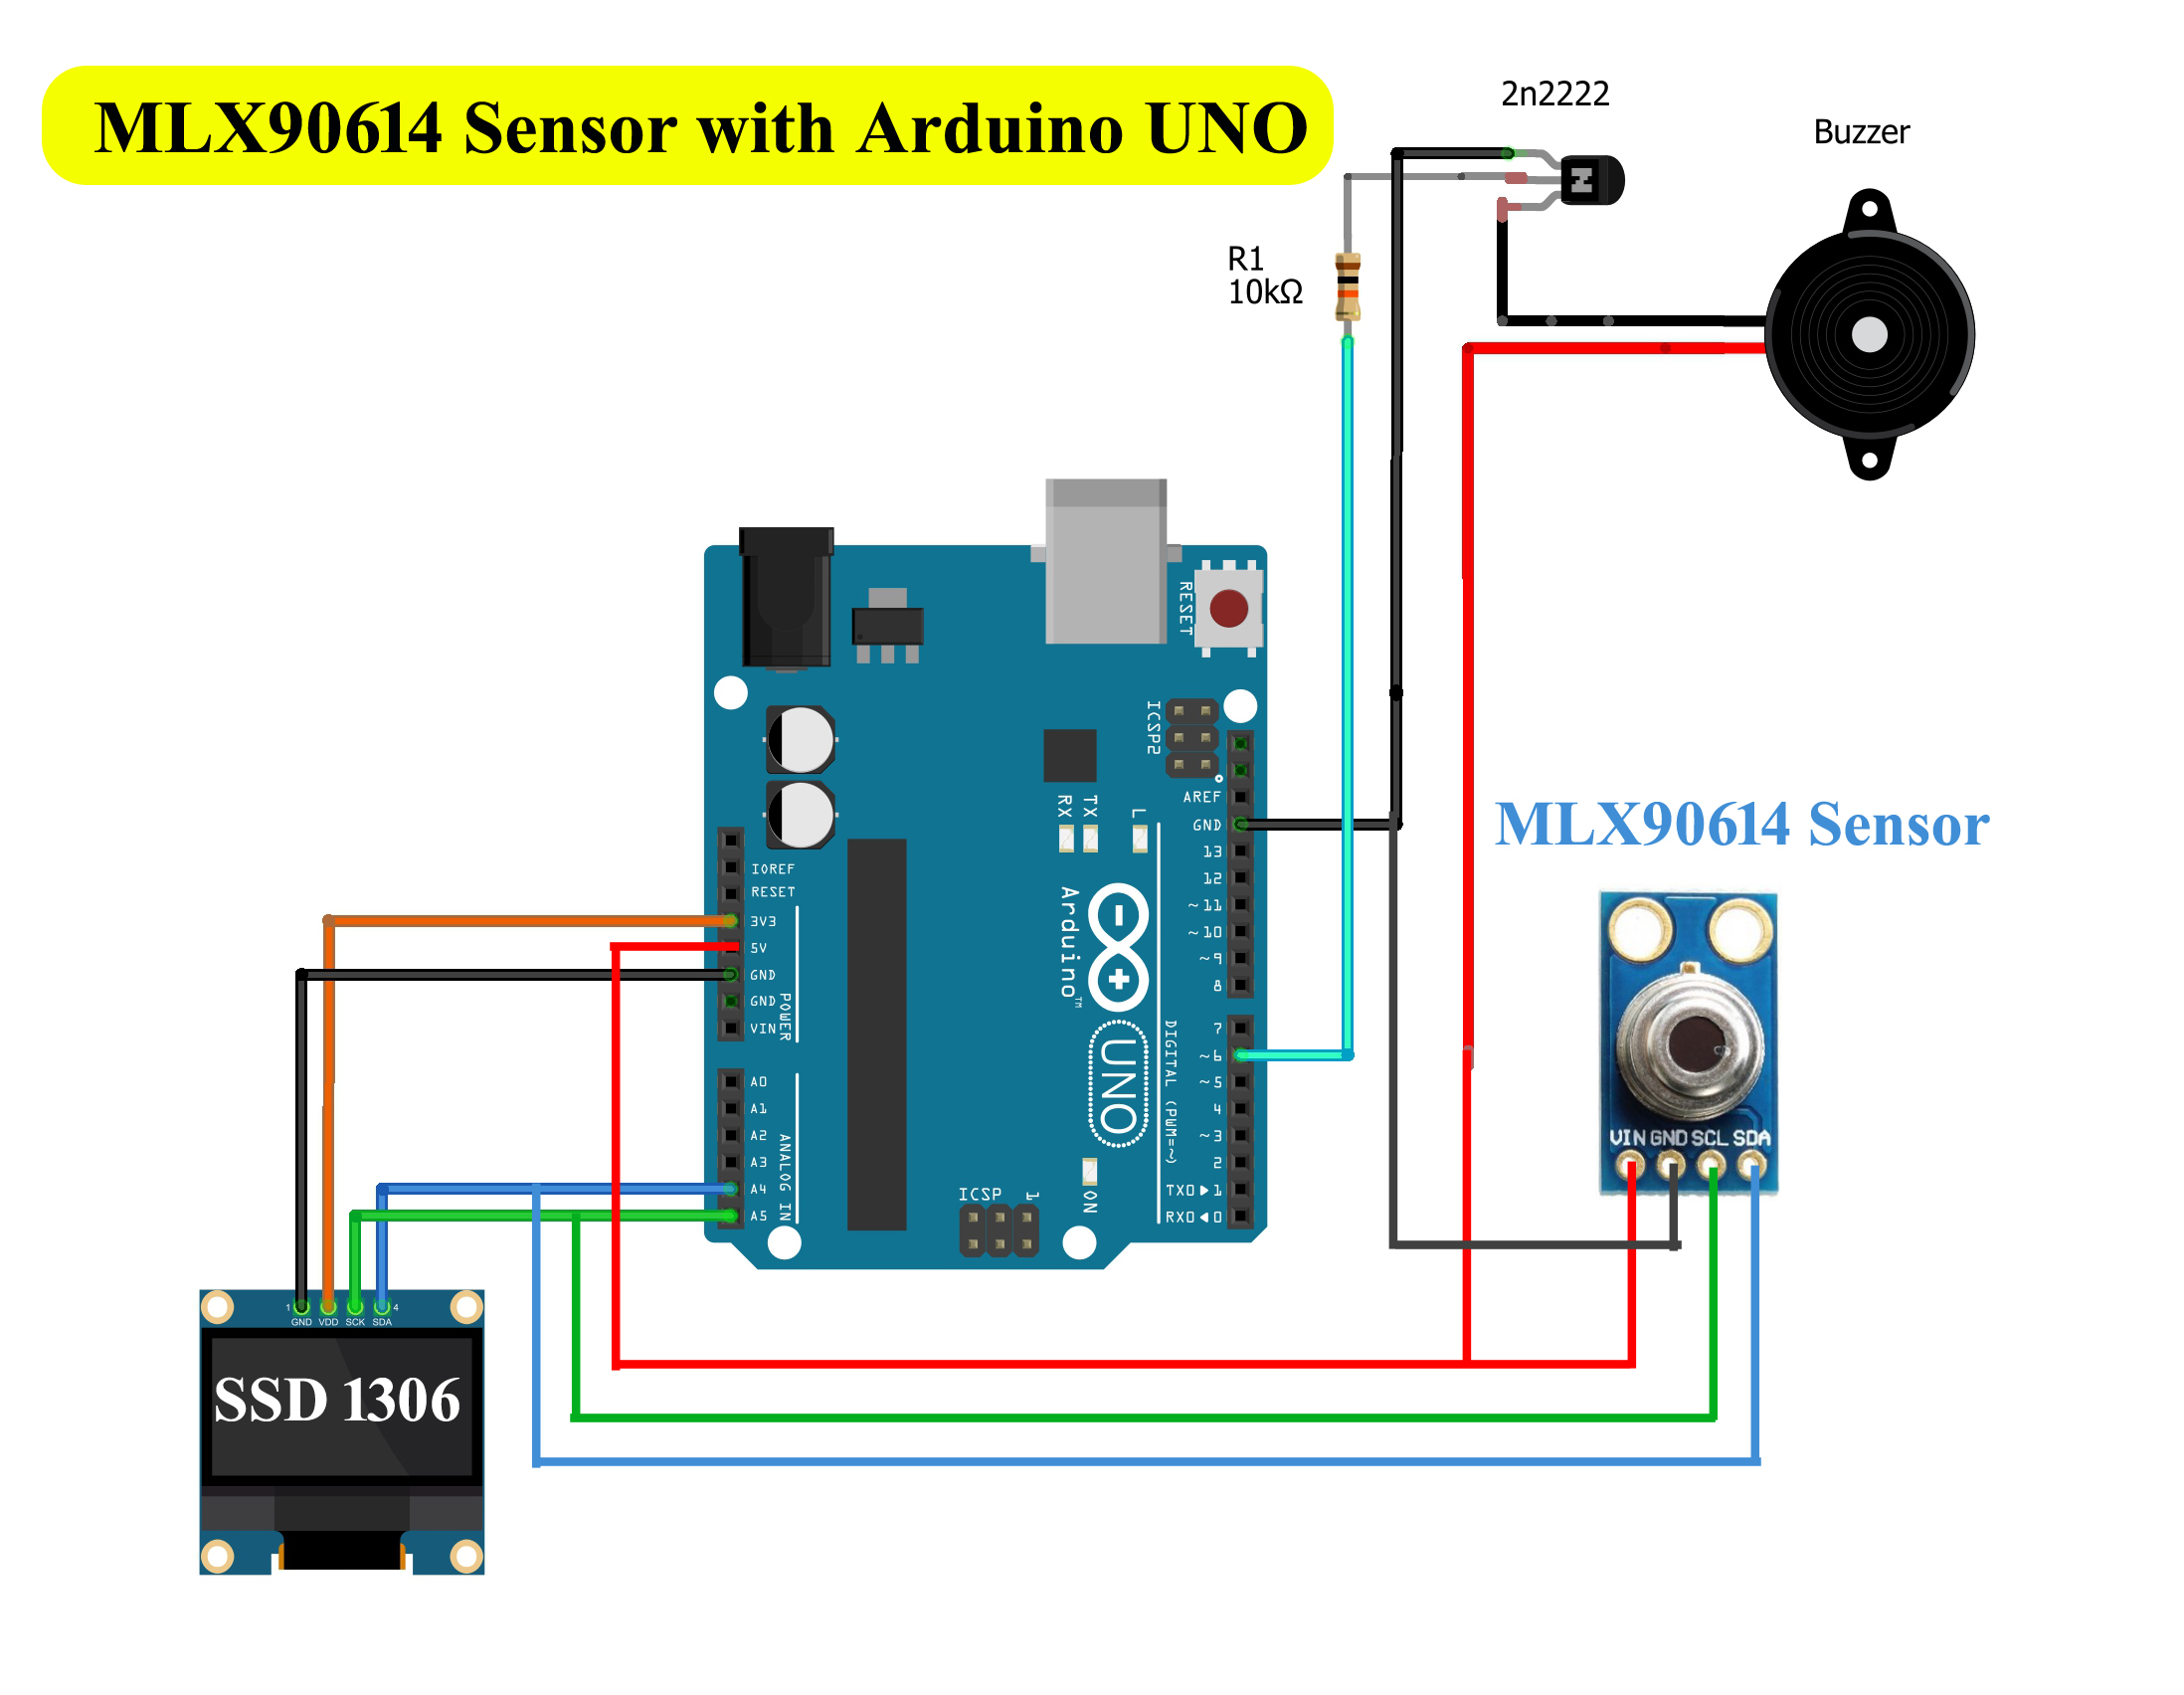 MLX90614 Sensor with Arduino UNO
2n2222
Buzzer
R1
10kΩ
RESET
ICSP2
AREF
GND
13
12
~11
~10
~9
8
7
~6
~5
4
~3
2
TX0▶1
RX0◀0
RX
TX
L
IOREF
RESET
3V3
5V
GND
GND
VIN
POWER
A0
A1
A2
A3
A4
A5
ANALOG IN
Arduino™
UNO
DIGITAL (PWM=~)
ICSP
1
ON
MLX90614 Sensor
VIN GND SCL SDA
1
4
GND VDD SCK SDA
SSD 1306